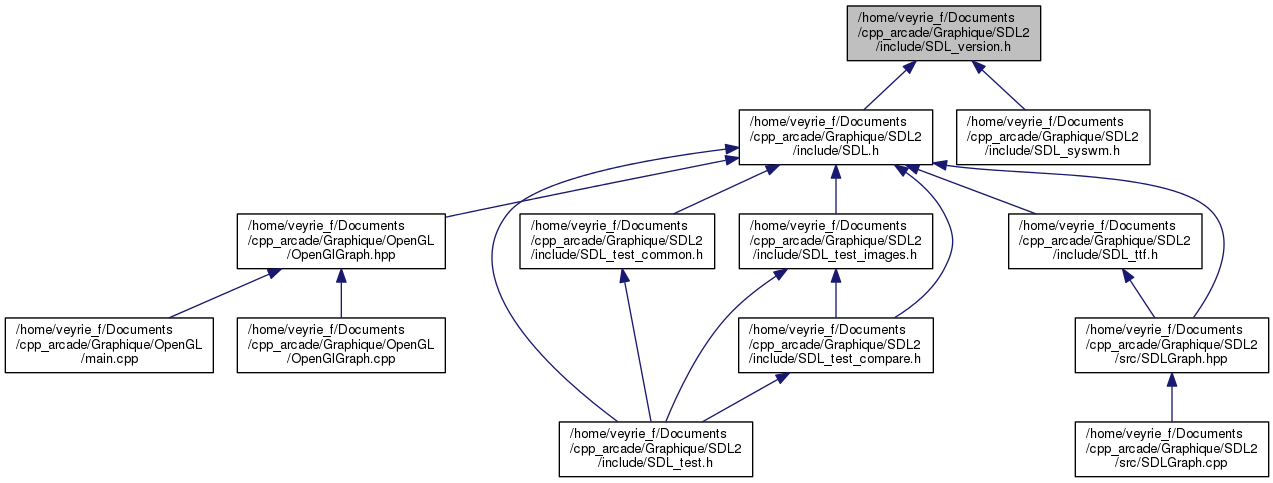 /home/veyrie_f/Documents
/cpp_arcade/Graphique/SDL2
/include/SDL_version.h
/home/veyrie_f/Documents
/cpp_arcade/Graphique/SDL2
/include/SDL.h
/home/veyrie_f/Documents
/cpp_arcade/Graphique/SDL2
/include/SDL_syswm.h
/home/veyrie_f/Documents
/cpp_arcade/Graphique/OpenGL
/OpenGlGraph.hpp
/home/veyrie_f/Documents
/cpp_arcade/Graphique/SDL2
/include/SDL_test_common.h
/home/veyrie_f/Documents
/cpp_arcade/Graphique/SDL2
/include/SDL_test_images.h
/home/veyrie_f/Documents
/cpp_arcade/Graphique/SDL2
/include/SDL_ttf.h
/home/veyrie_f/Documents
/cpp_arcade/Graphique/OpenGL
/main.cpp
/home/veyrie_f/Documents
/cpp_arcade/Graphique/OpenGL
/OpenGlGraph.cpp
/home/veyrie_f/Documents
/cpp_arcade/Graphique/SDL2
/include/SDL_test_compare.h
/home/veyrie_f/Documents
/cpp_arcade/Graphique/SDL2
/src/SDLGraph.hpp
/home/veyrie_f/Documents
/cpp_arcade/Graphique/SDL2
/include/SDL_test.h
/home/veyrie_f/Documents
/cpp_arcade/Graphique/SDL2
/src/SDLGraph.cpp